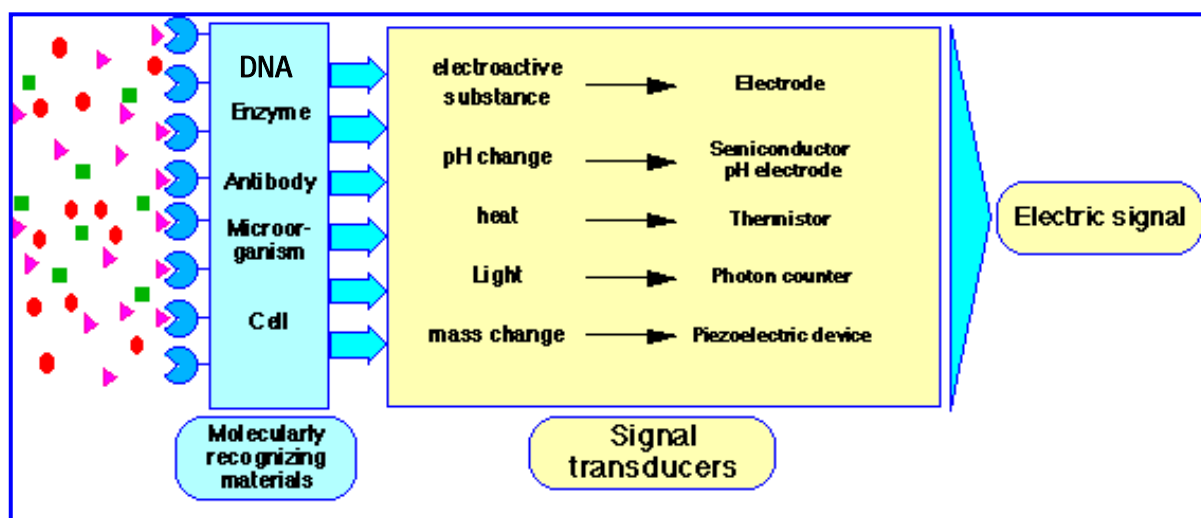 DNA
Enzyme
Antibody
Microor-
ganism
Cell
Molecularly
recognizing
materials
electroactive
substance
Electrode
pH change
Semiconductor
pH electrode
heat
Thermistor
Light
Photon counter
mass change
Piezoelectric device
Signal
transducers
Electric signal